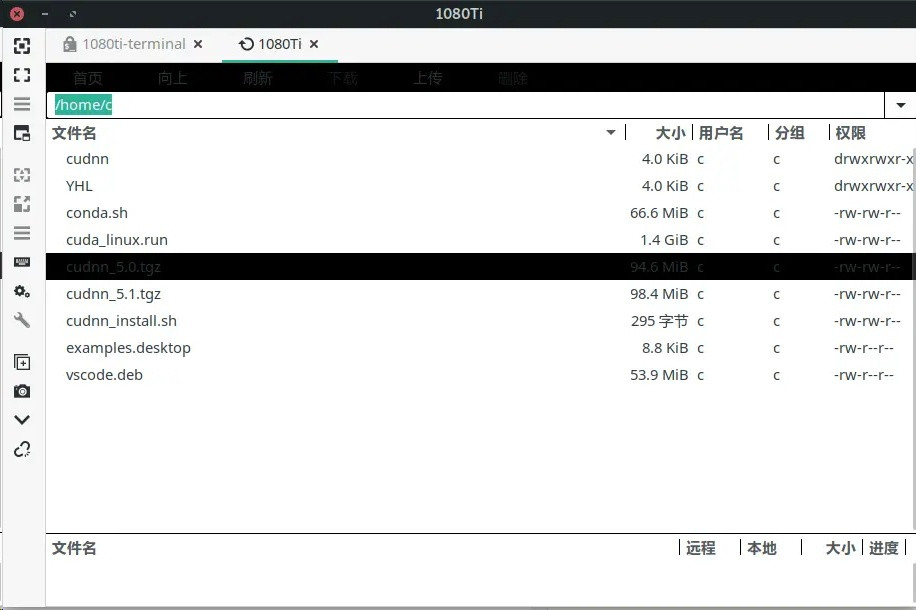 1080Ti
1080ti-terminal 1080Ti
首页 向上 刷新 下载 上传 删除
/home/c
文件名 大小 用户名 分组 权限
cudnn 4.0 KiB c c drwxrwxr-x
YHL 4.0 KiB c c drwxrwxr-x
conda.sh 66.6 MiB c c -rw-rw-r--
cuda_linux.run 1.4 GiB c c -rw-rw-r--
cudnn_5.0.tgz 94.6 MiB c c -rw-rw-r--
cudnn_5.1.tgz 98.4 MiB c c -rw-rw-r--
cudnn_install.sh 295 字节 c c -rw-rw-r--
examples.desktop 8.8 KiB c c -rw-r--r--
vscode.deb 53.9 MiB c c -rw-r--r--
文件名 远程 本地 大小 进度